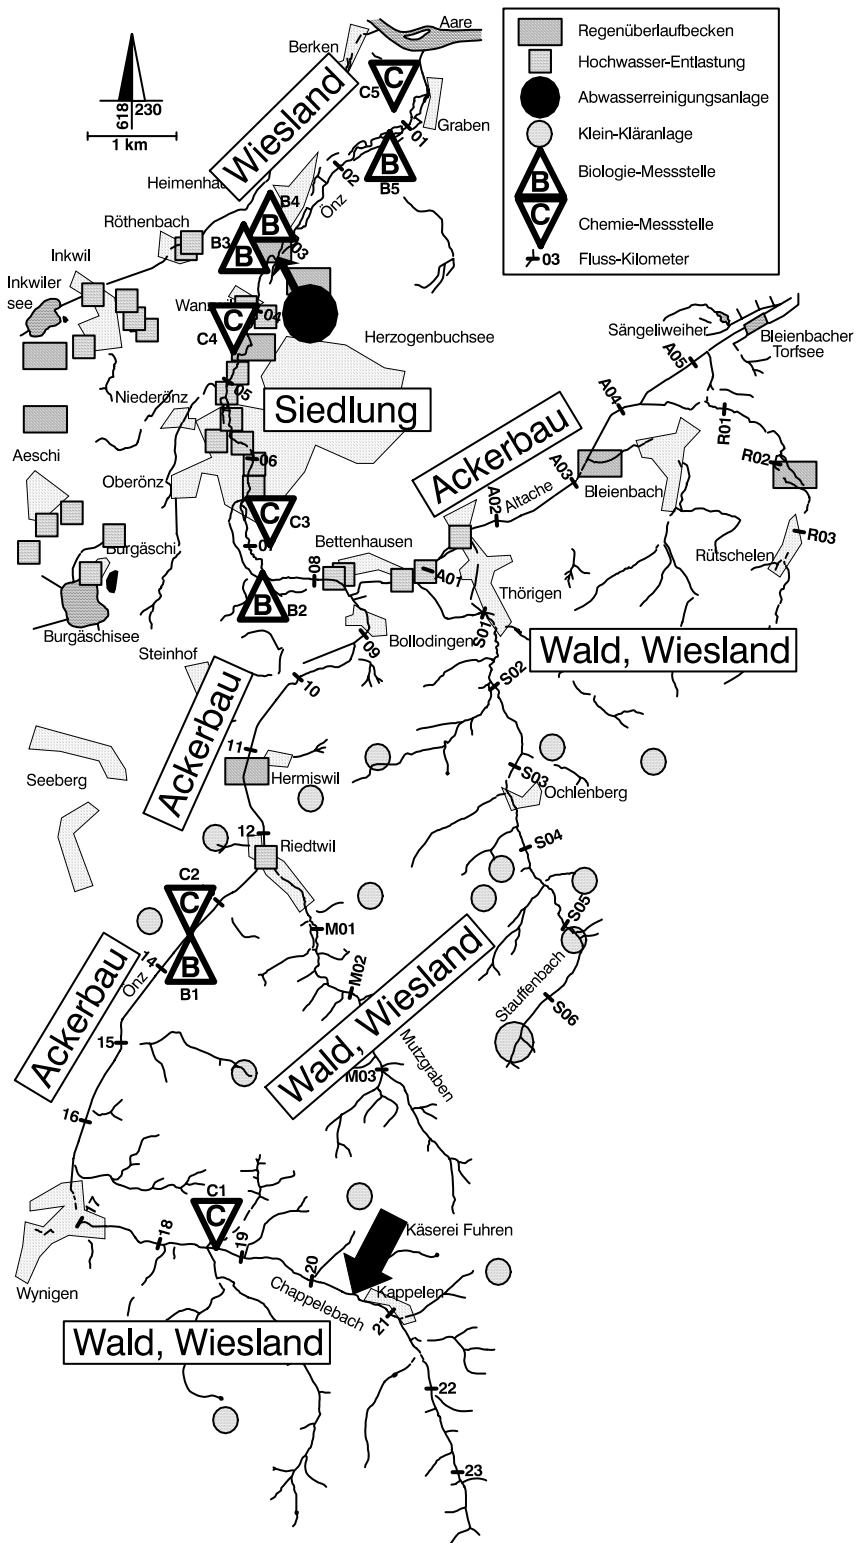 Aare
Berken
Wiesland
C
C5
618
230
1 km
Graben
01
B
B5
02
Önz
B4
B
B3
B
03
Röthenbach
Inkwil
Inkwiler
see
04
C
C4
Herzogenbuchsee
Niederönz
05
Siedlung
Aeschi
Oberönz
06
C
C3
Burgäschi
Burgäschisee
B
B2
08
Bettenhausen
Bollodingen
09
10
Steinhof
Ackerbau
11
Hermiswil
Seeberg
12
Riedtwil
C2
C
B
B1
14
Önz
Ackerbau
15
16
17
Wynigen
18
C1
C
19
20
Chappelebach
Käserei Fuhren
Kappelen
21
22
23
Wald, Wiesland
M01
M02
M03
Mutzgraben
Wald, Wiesland
Sängeliweiher
Bleienbacher
Torfsee
A05
A04
A03
A02
A01
Altache
Ackerbau
Bleienbach
R01
R02
R03
Rütschelen
Thörigen
S01
S02
S03
Ochlenberg
S04
S05
S06
Stauffenbach
Wald, Wiesland
Regenüberlaufbecken
Hochwasser-Entlastung
Abwasserreinigungsanlage
Klein-Kläranlage
B
Biologie-Messstelle
C
Chemie-Messstelle
03
Fluss-Kilometer